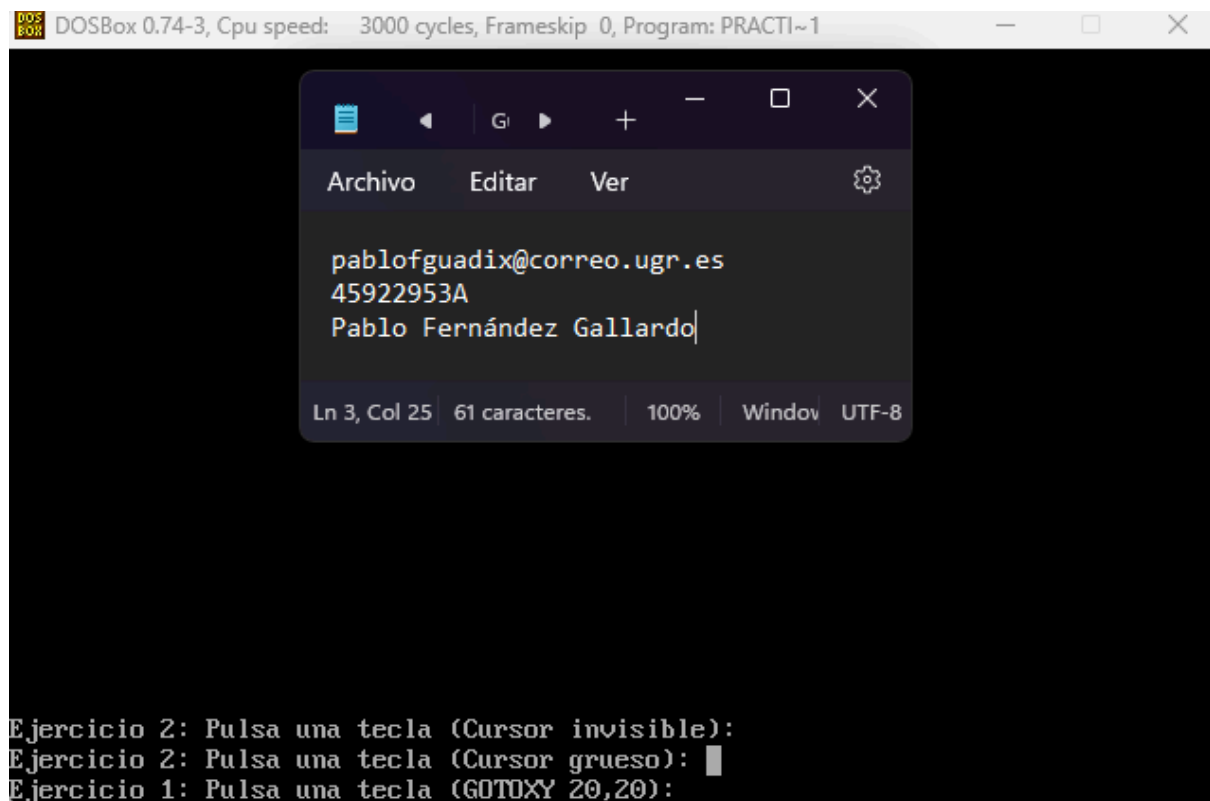 DOSBox 0.74-3, Cpu speed: 3000 cycles, Frameskip 0, Program: PRACTI~1
Archivo Editar Ver
pablofguadix@correo.ugr.es
45922953A
Pablo Fernández Gallardo
Ln 3, Col 25 61 caracteres. 100% Window UTF-8
Ejercicio 2: Pulsa una tecla (Cursor invisible):
Ejercicio 2: Pulsa una tecla (Cursor grueso):
Ejercicio 1: Pulsa una tecla (GOTOXY 20,20):